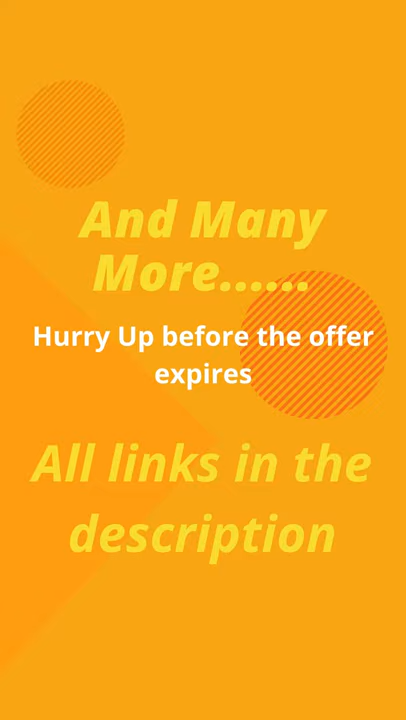 And Many
More......
Hurry Up before the offer
expires
All links in the
description